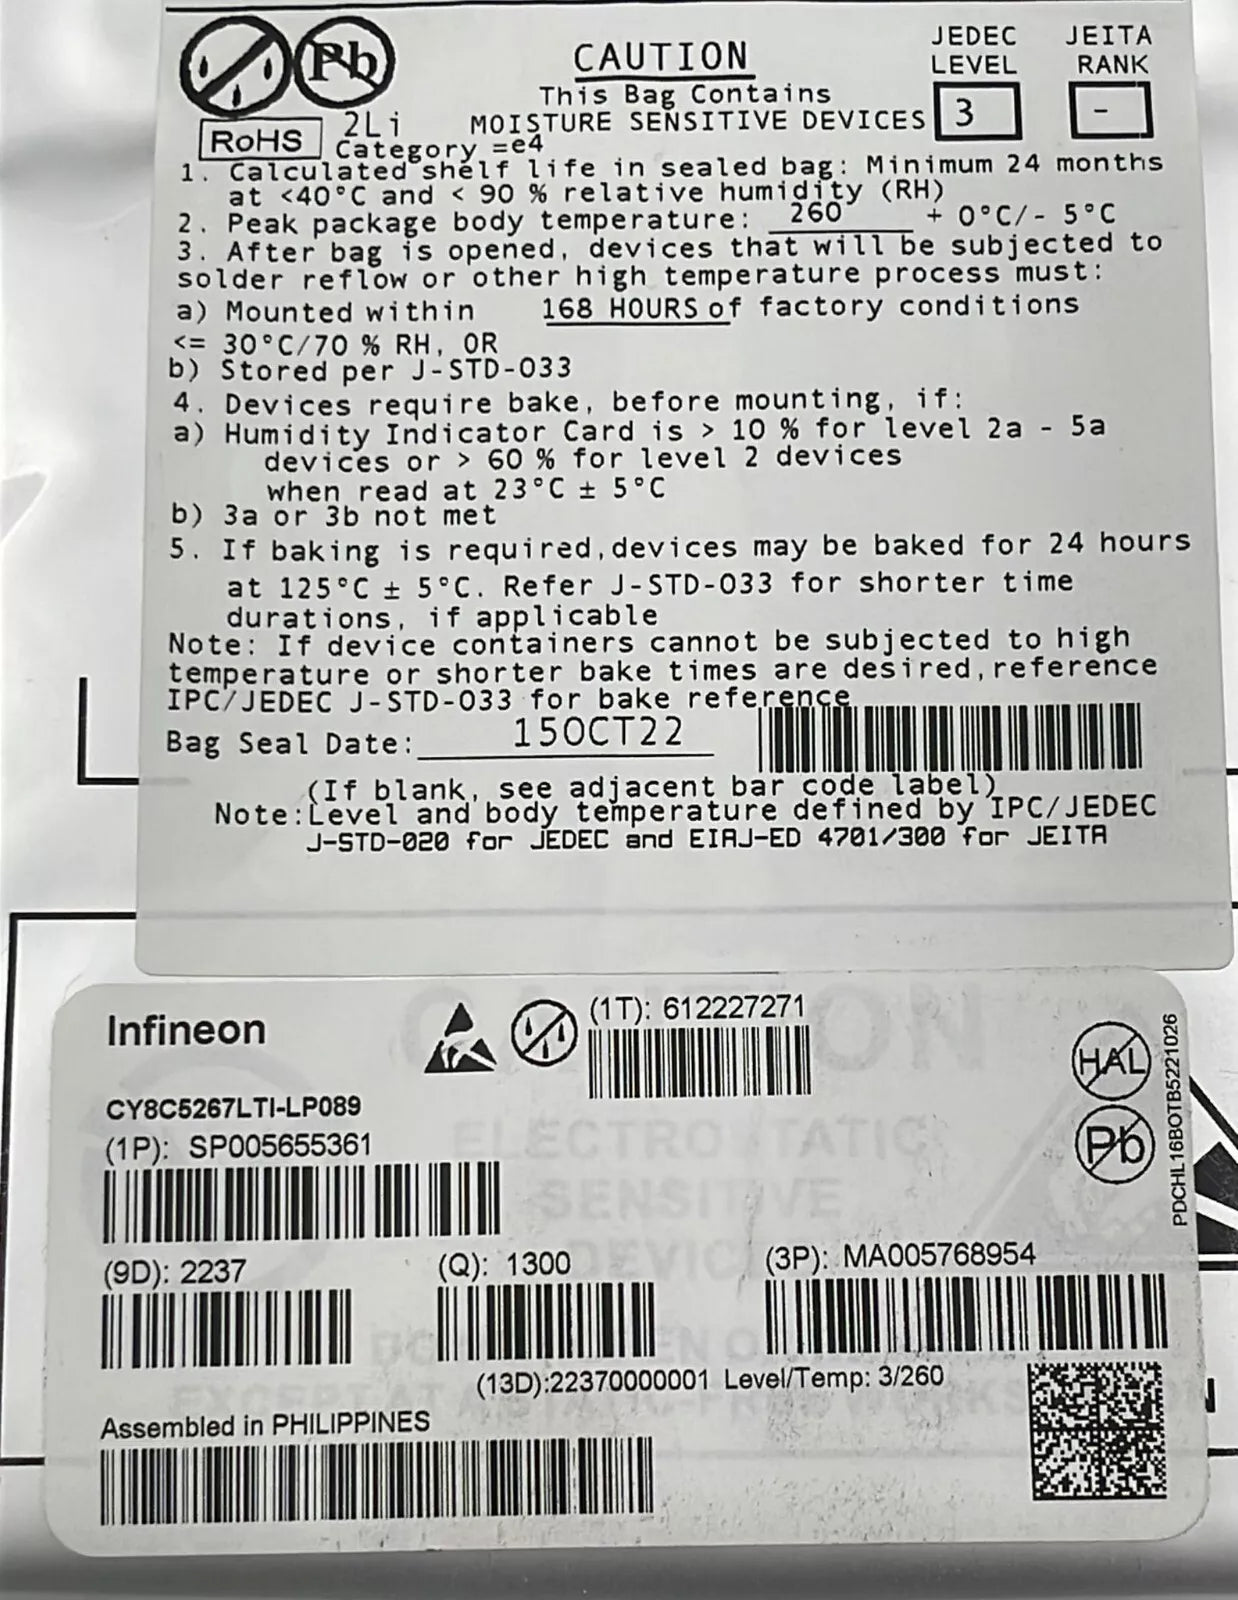 Pb
CAUTION
JEDEC LEVEL
JEITA RANK
This Bag Contains
MOISTURE SENSITIVE DEVICES
3
-
RoHS
2Li
Category =e4
1. Calculated shelf life in sealed bag: Minimum 24 months
at <40°C and < 90 % relative humidity (RH)
2. Peak package body temperature: 260 + 0°C/- 5°C
3. After bag is opened, devices that will be subjected to
solder reflow or other high temperature process must:
a) Mounted within 168 HOURS of factory conditions
<= 30°C/70 % RH, OR
b) Stored per J-STD-033
4. Devices require bake, before mounting, if:
a) Humidity Indicator Card is > 10 % for level 2a - 5a
devices or > 60 % for level 2 devices
when read at 23°C ± 5°C
b) 3a or 3b not met
5. If baking is required, devices may be baked for 24 hours
at 125°C ± 5°C. Refer J-STD-033 for shorter time
durations, if applicable
Note: If device containers cannot be subjected to high
temperature or shorter bake times are desired, reference
IPC/JEDEC J-STD-033 for bake reference
Bag Seal Date: 15OCT22
(If blank, see adjacent bar code label)
Note: Level and body temperature defined by IPC/JEDEC
J-STD-020 for JEDEC and EIAJ-ED 4701/300 for JEITA
Infineon
(1T): 612227271
HAL
Pb
PDCHL16BOTB5221026
CY8C5267LTI-LP089
(1P): SP005655361
(9D): 2237
(Q): 1300
(3P): MA005768954
(13D):22370000001 Level/Temp: 3/260
Assembled in PHILIPPINES
CAUTION
ELECTROSTATIC
SENSITIVE
DEVICES